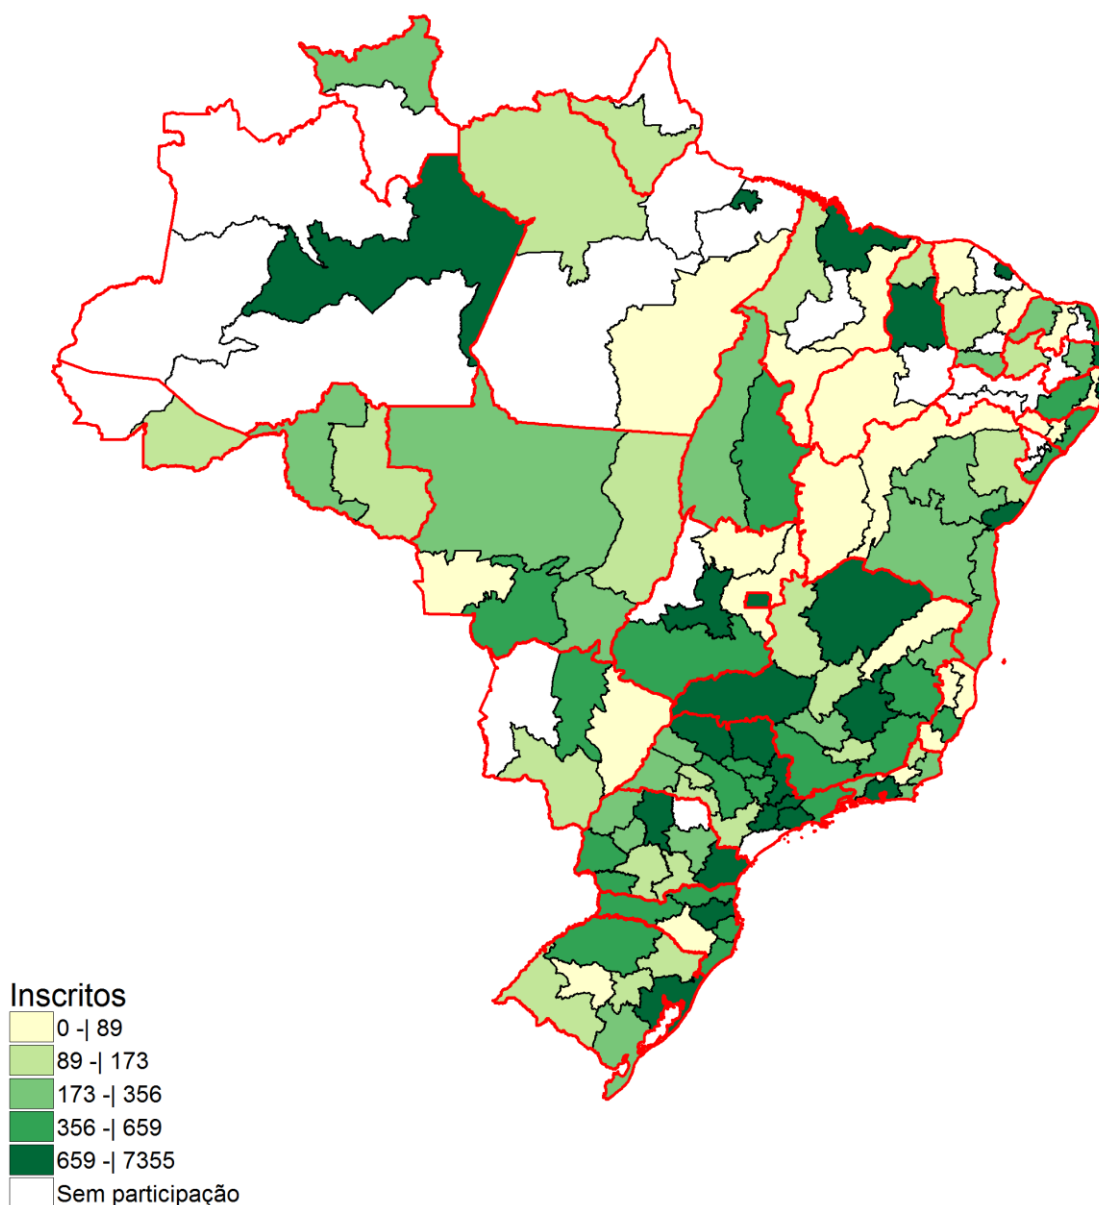 Inscritos
0 -| 89
89 -| 173
173 -| 356
356 -| 659
659 -| 7355
Sem participação